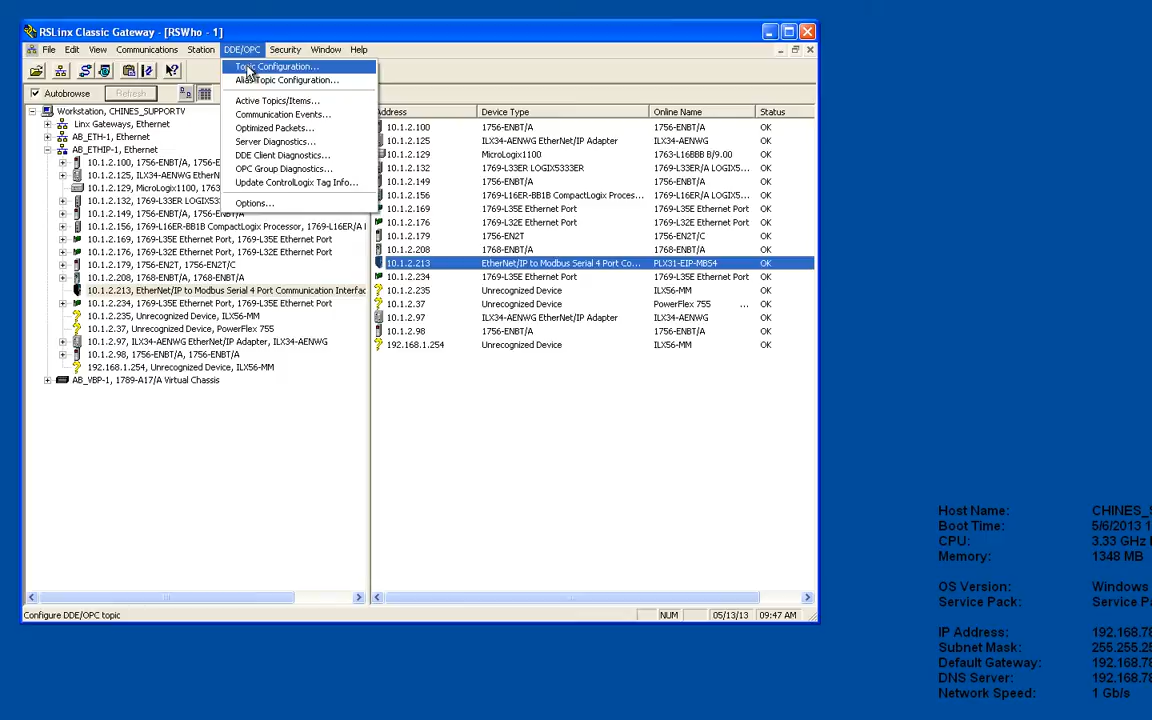 RSLinx Classic Gateway - [RSWho - 1]
File Edit View Communications Station DDE/OPC Security Window Help
Topic Configuration...
Alias Topic Configuration...
Active Topics/Items...
Communication Events...
Optimized Packets...
Server Diagnostics...
DDE Client Diagnostics...
OPC Group Diagnostics...
Update ControlLogix Tag Info...
Options...
Autobrowse Refresh
Workstation, CHINES_SUPPORTV
Linx Gateways, Ethernet
AB_ETH-1, Ethernet
AB_ETHIP-1, Ethernet
10.1.2.100, 1756-ENBT/A, 1756-E
10.1.2.125, ILX34-AENWG EtherN
10.1.2.129, MicroLogix1100, 1763
10.1.2.132, 1769-L33ER LOGIX53
10.1.2.149, 1756-ENBT/A, 1756-ENBT/A
10.1.2.156, 1769-L16ER-BB1B CompactLogix Processor, 1769-L16ER/A
10.1.2.169, 1769-L35E Ethernet Port, 1769-L35E Ethernet Port
10.1.2.176, 1769-L32E Ethernet Port, 1769-L32E Ethernet Port
10.1.2.179, 1756-EN2T, 1756-EN2T/C
10.1.2.208, 1768-ENBT/A, 1768-ENBT/A
10.1.2.213, EtherNet/IP to Modbus Serial 4 Port Communication Interfac
10.1.2.234, 1769-L35E Ethernet Port, 1769-L35E Ethernet Port
10.1.2.235, Unrecognized Device, ILX56-MM
10.1.2.37, Unrecognized Device, PowerFlex 755
10.1.2.97, ILX34-AENWG EtherNet/IP Adapter, ILX34-AENWG
10.1.2.98, 1756-ENBT/A, 1756-ENBT/A
192.168.1.254, Unrecognized Device, ILX56-MM
AB_VBP-1, 1789-A17/A Virtual Chassis
Address Device Type Online Name Status
10.1.2.100 1756-ENBT/A 1756-ENBT/A OK
10.1.2.125 ILX34-AENWG EtherNet/IP Adapter ILX34-AENWG OK
10.1.2.129 MicroLogix1100 1763-L16BBB B/9.00 OK
10.1.2.132 1769-L33ER LOGIX5333ER 1769-L33ER/A LOGIX5... OK
10.1.2.149 1756-ENBT/A 1756-ENBT/A OK
10.1.2.156 1769-L16ER-BB1B CompactLogix Proces... 1769-L16ER/A LOGIX5... OK
10.1.2.169 1769-L35E Ethernet Port 1769-L35E Ethernet Port OK
10.1.2.176 1769-L32E Ethernet Port 1769-L32E Ethernet Port OK
10.1.2.179 1756-EN2T 1756-EN2T/C OK
10.1.2.208 1768-ENBT/A 1768-ENBT/A OK
10.1.2.213 EtherNet/IP to Modbus Serial 4 Port Co... PLX31-EIP-MBS4 OK
10.1.2.234 1769-L35E Ethernet Port 1769-L35E Ethernet Port OK
10.1.2.235 Unrecognized Device ILX56-MM OK
10.1.2.37 Unrecognized Device PowerFlex 755 ... OK
10.1.2.97 ILX34-AENWG EtherNet/IP Adapter ILX34-AENWG OK
10.1.2.98 1756-ENBT/A 1756-ENBT/A OK
192.168.1.254 Unrecognized Device ILX56-MM OK
Configure DDE/OPC topic NUM 05/13/13 09:47 AM
Host Name: CHINES_S
Boot Time: 5/6/2013 1
CPU: 3.33 GHz
Memory: 1348 MB
OS Version: Windows
Service Pack: Service Pa
IP Address: 192.168.78
Subnet Mask: 255.255.25
Default Gateway: 192.168.78
DNS Server: 192.168.78
Network Speed: 1 Gb/s